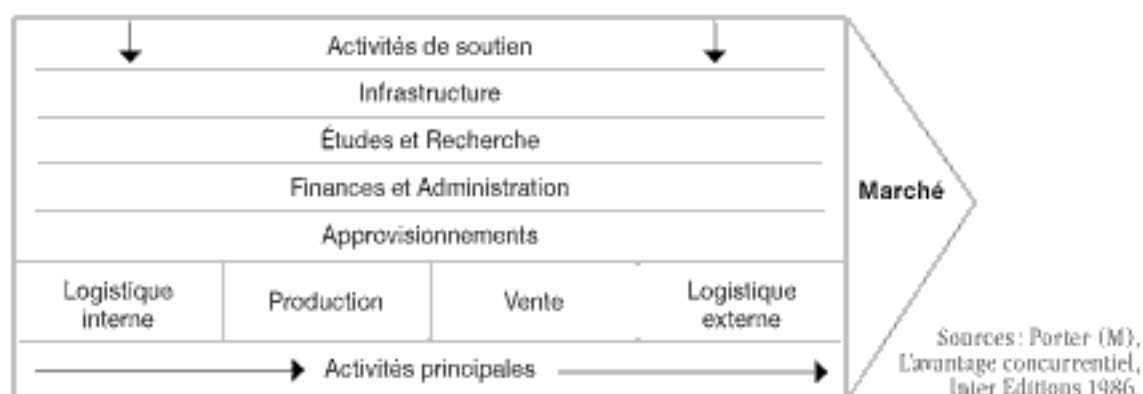 Activités de soutien
Infrastructure
Études et Recherche
Finances et Administration
Approvisionnements
Marché
Logistique
interne
Production
Vente
Logistique
externe
Activités principales
Sources: Porter (M),
L'avantage concurrentiel,
Inter Editions 1986.